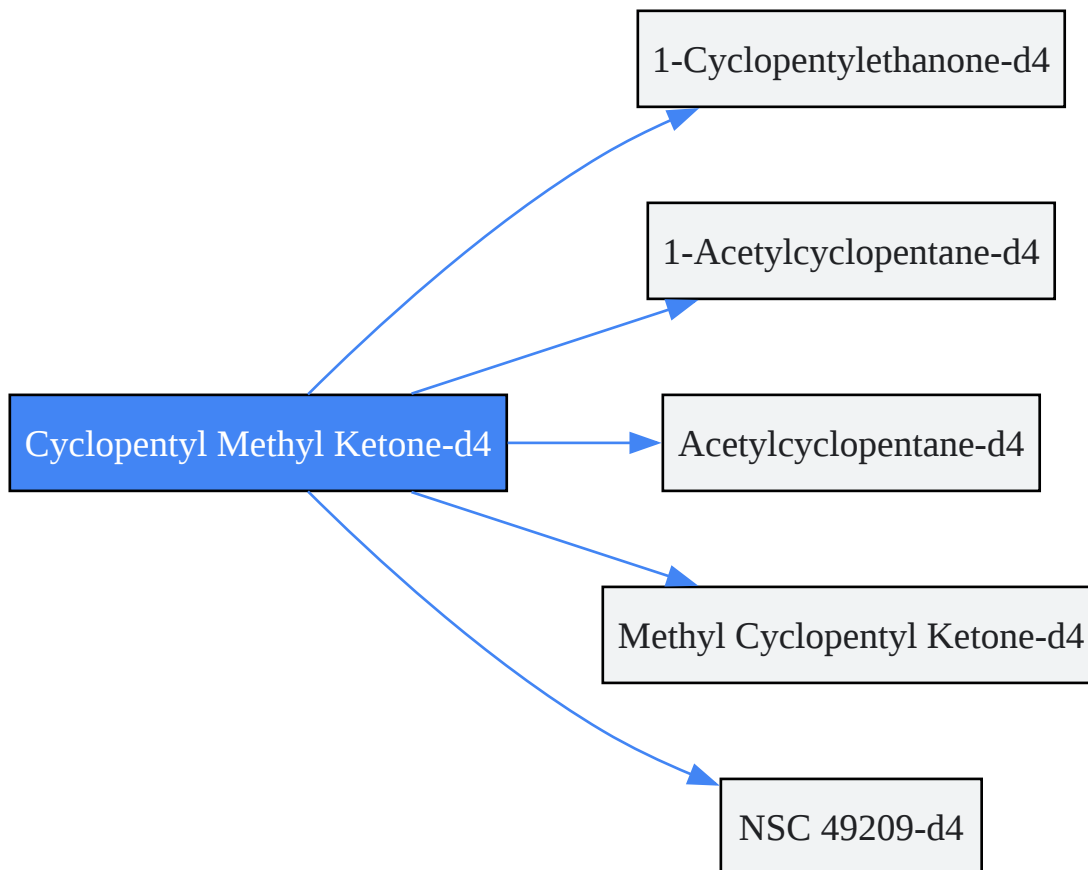 1-Cyclopentylethanone-d4
1-Acetylcyclopentane-d4
Cyclopentyl Methyl Ketone-d4
Acetylcyclopentane-d4
Methyl Cyclopentyl Ketone-d4
NSC 49209-d4